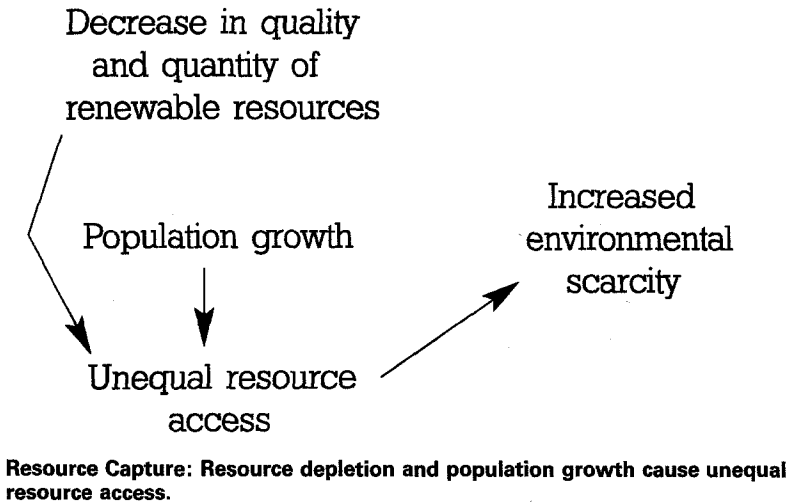 Decrease in quality
and quantity of
renewable resources
Population growth
Unequal resource
access
Increased
environmental
scarcity
Resource Capture: Resource depletion and population growth cause unequal
resource access.